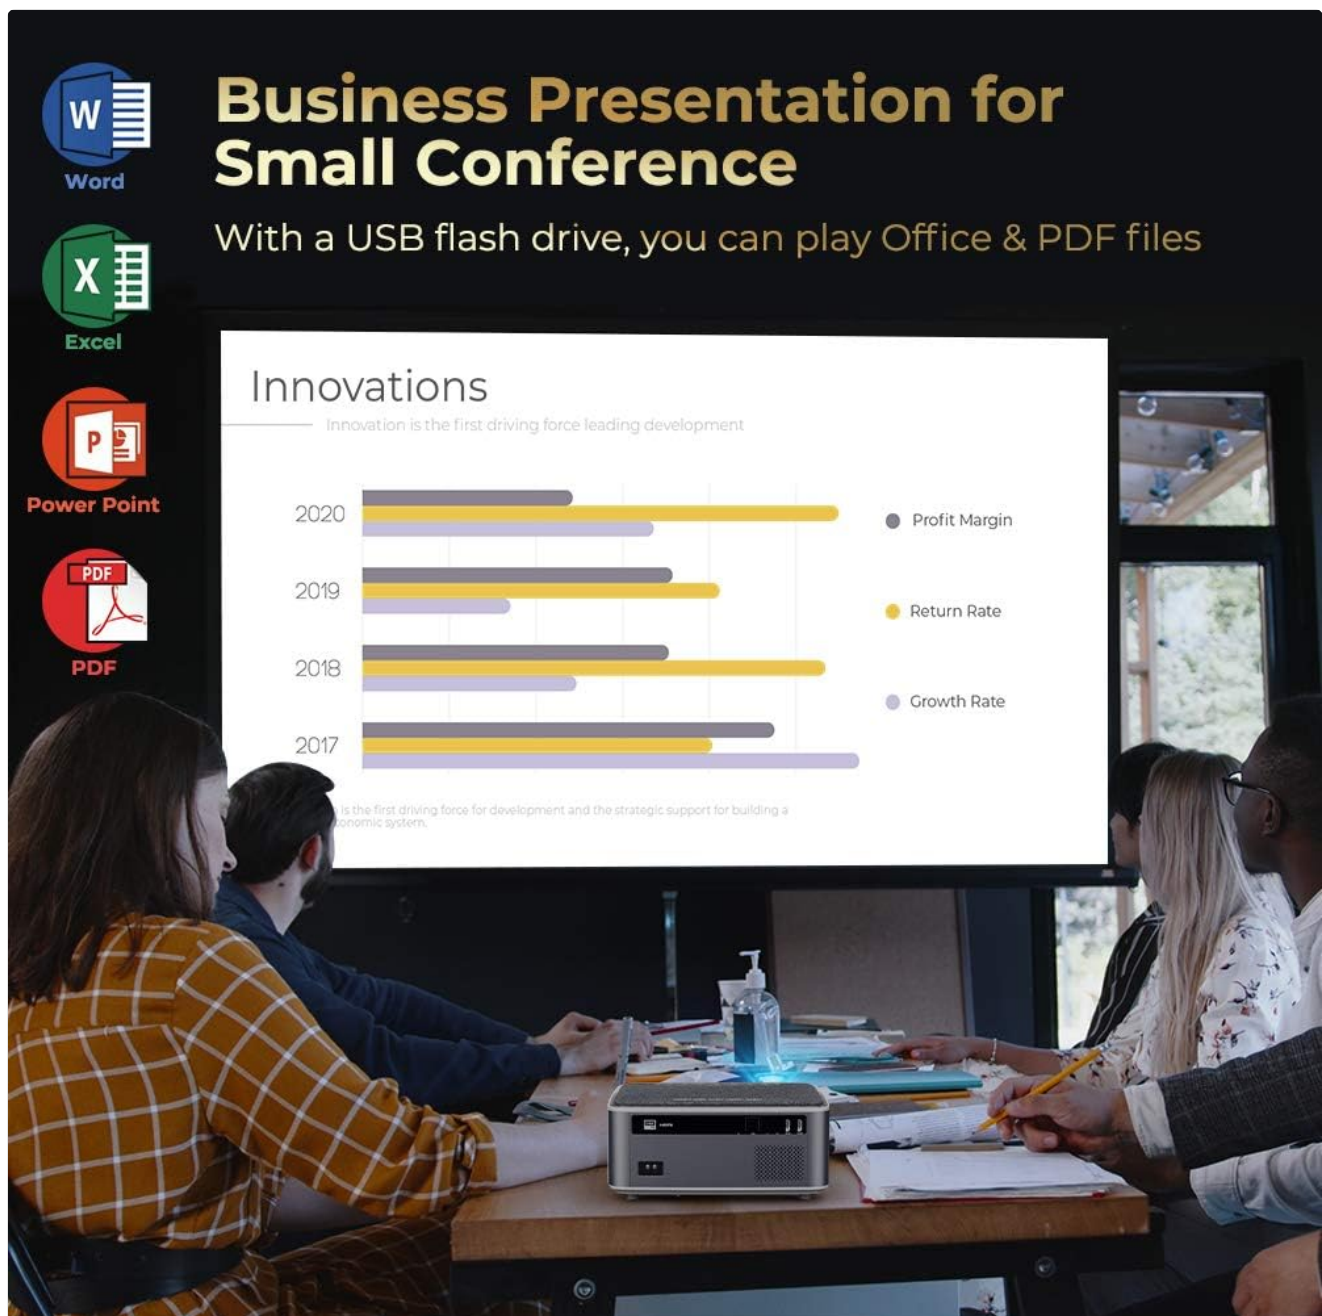 Business Presentation for
Small Conference
With a USB flash drive, you can play Office & PDF files
W
Word
X
Excel
P
Power Point
PDF
PDF
Innovations
Innovation is the first driving force leading development
2020
2019
2018
2017
Profit Margin
Return Rate
Growth Rate
is the first driving force for development and the strategic support for building a
onomic system.